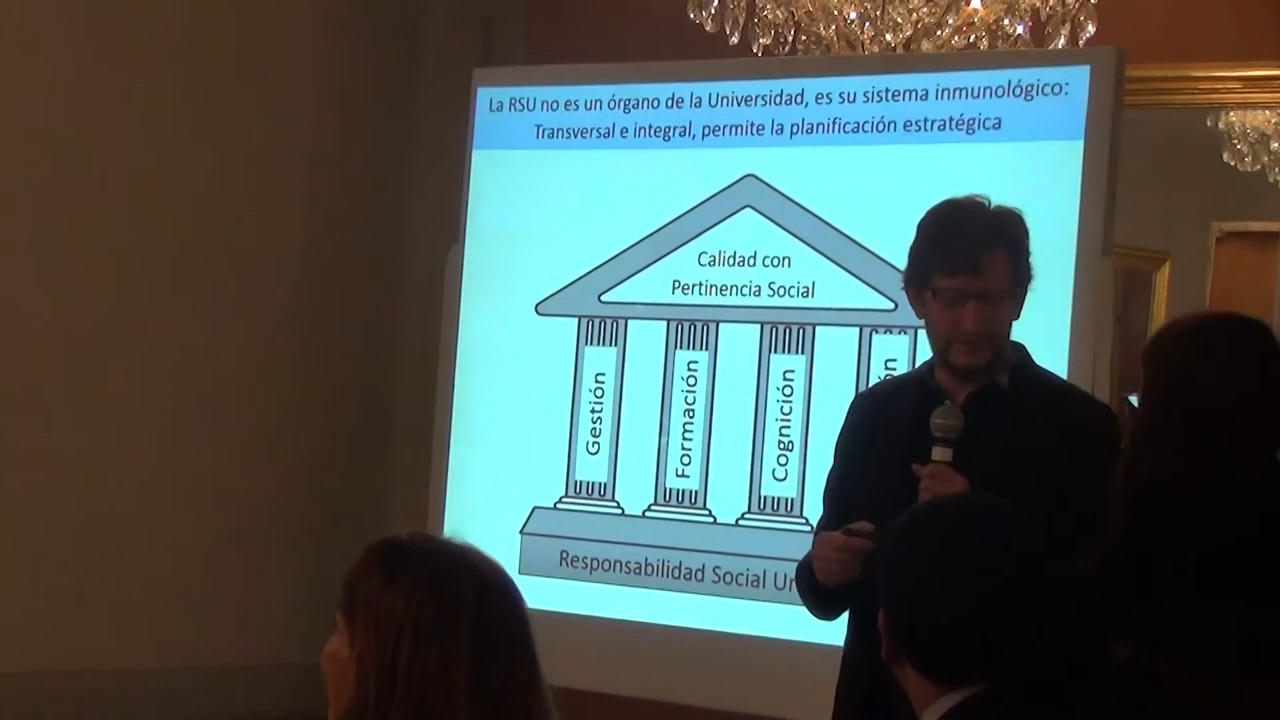 La RSU no es un órgano de la Universidad, es su sistema inmunológico:
Transversal e integral, permite la planificación estratégica
Calidad con
Pertinencia Social
Gestión
Formación
Cognición
Responsabilidad Social